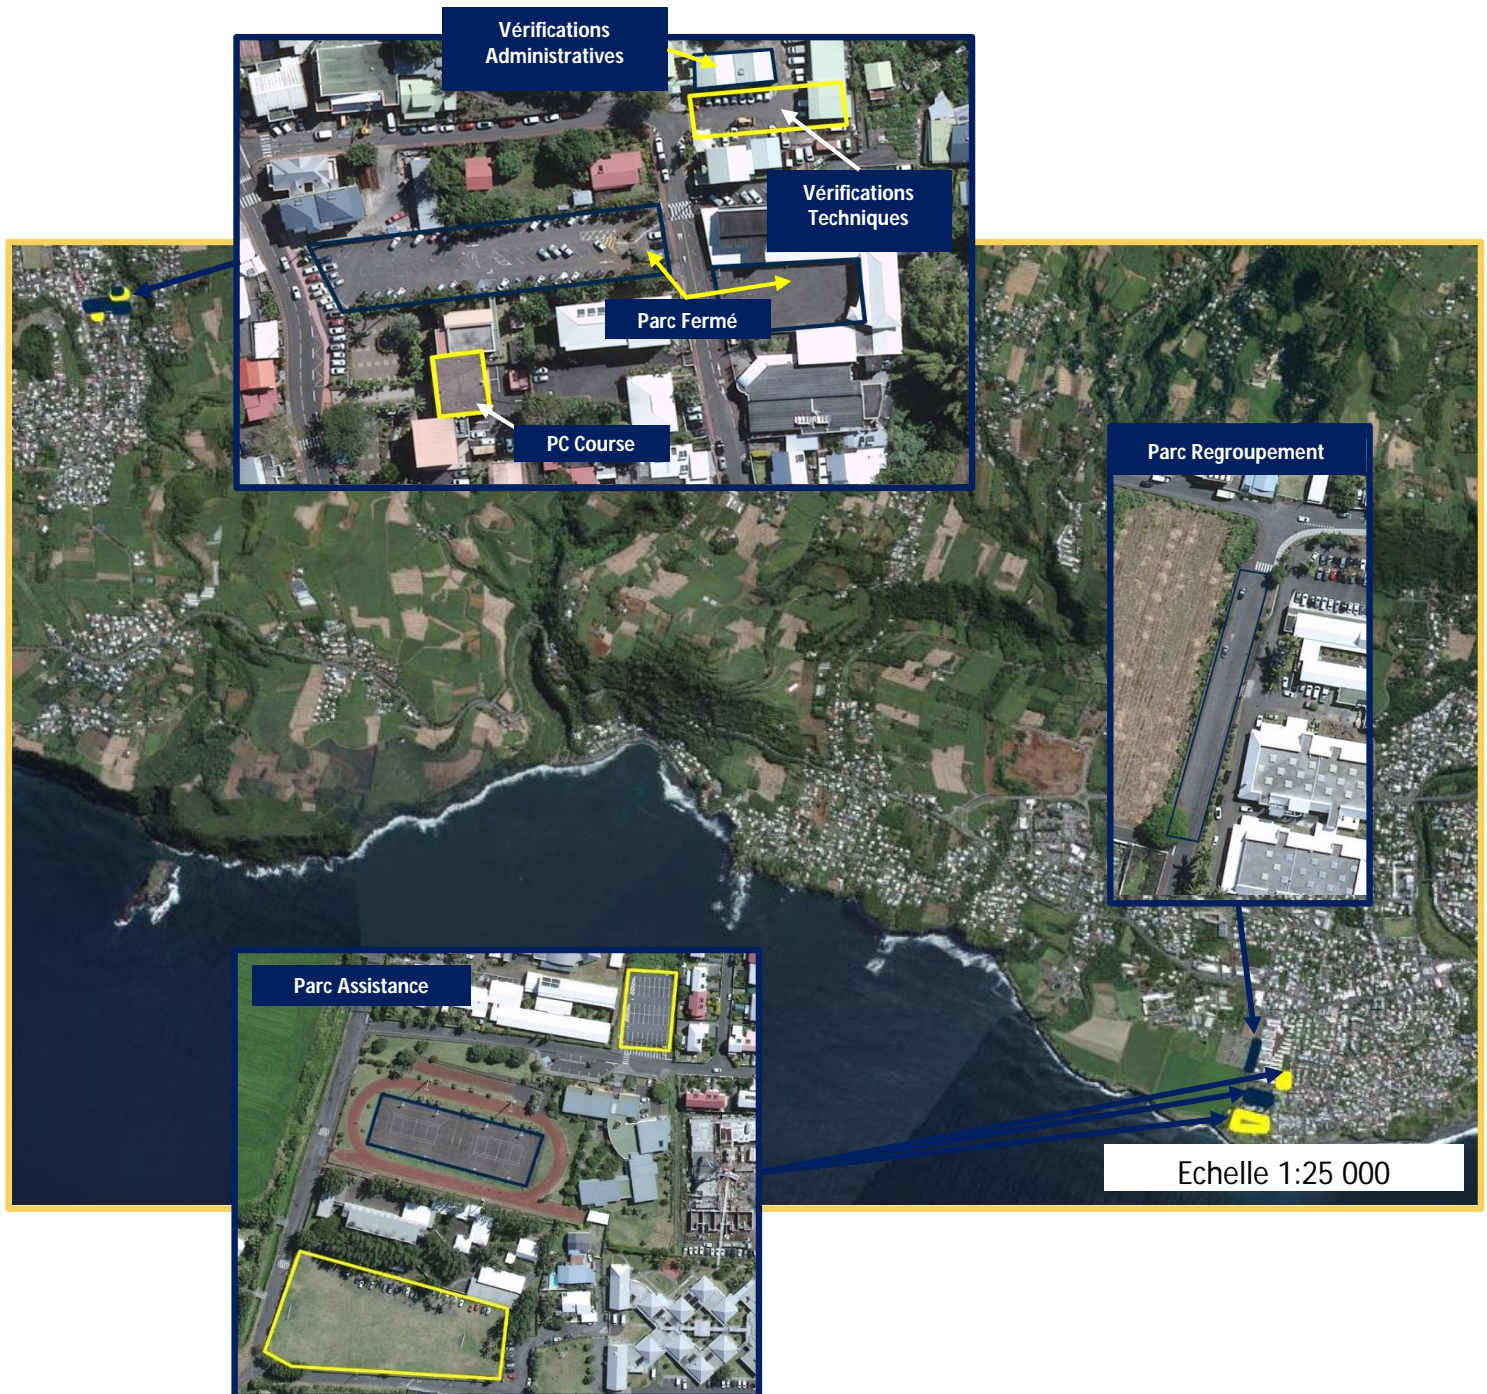 Vérifications
Administratives
Vérifications
Techniques
Parc Fermé
PC Course
Parc Regroupement
Parc Assistance
Echelle 1:25 000